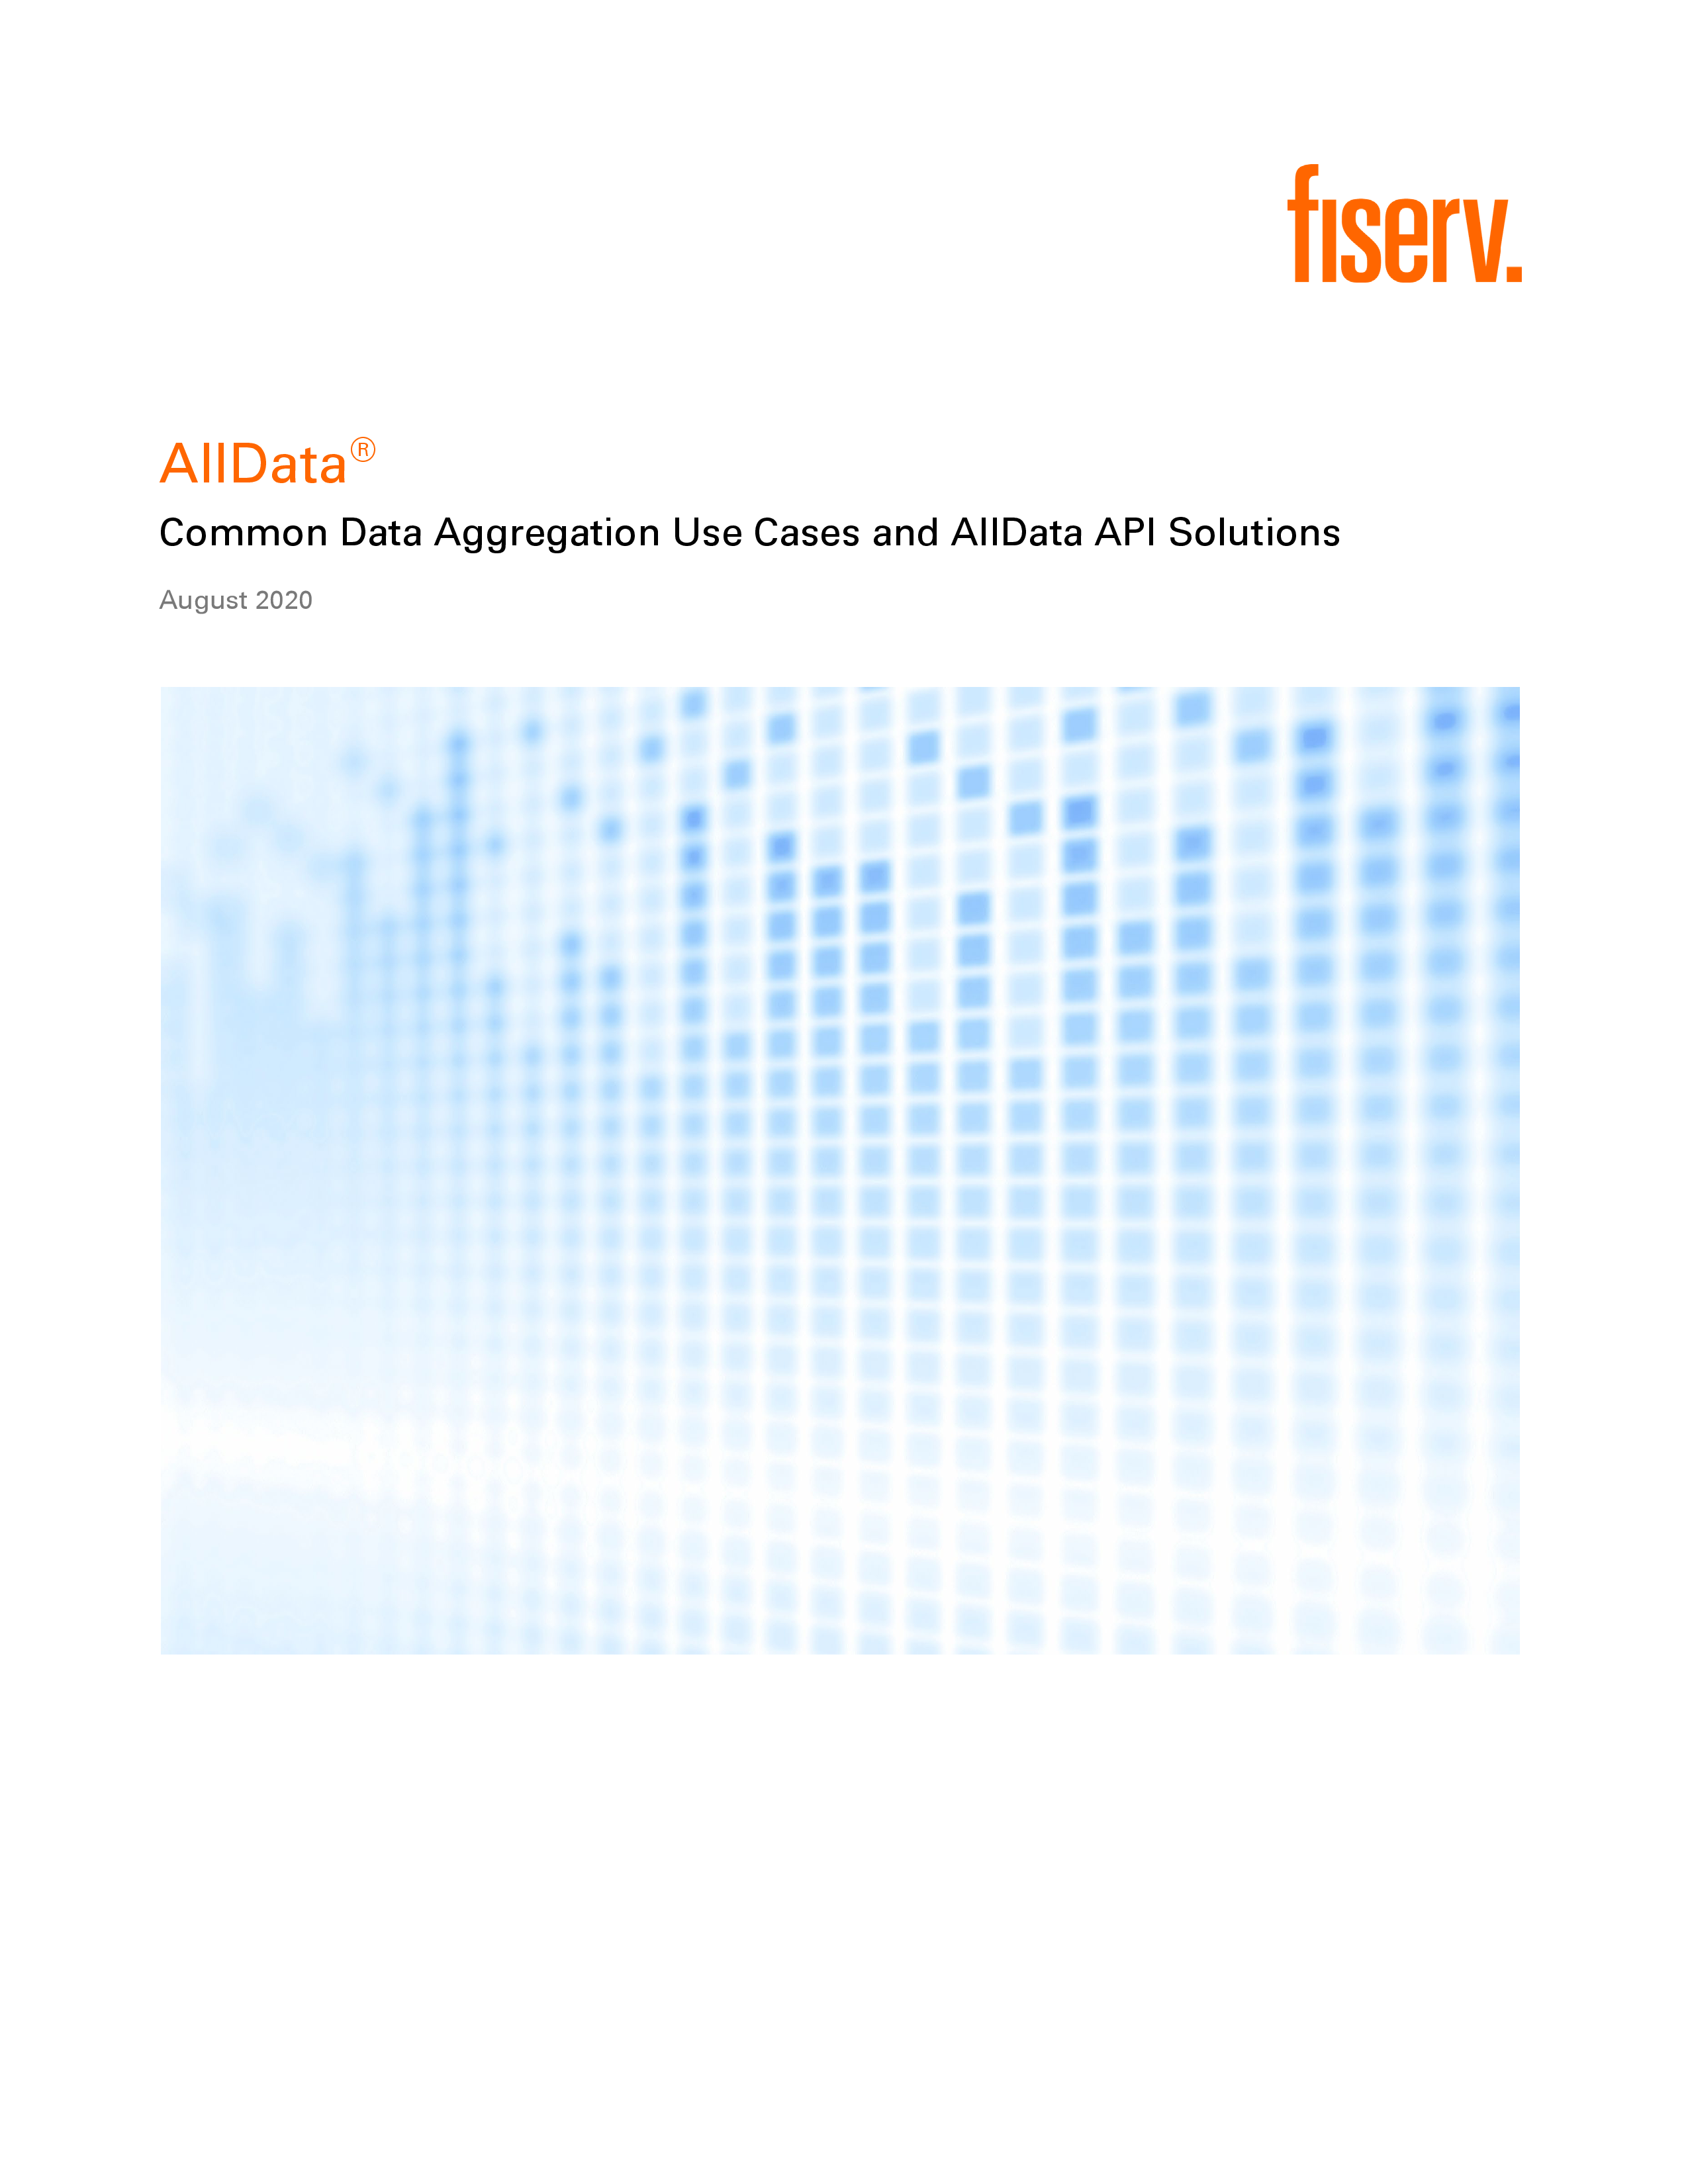 fiserv.
AllData®
Common Data Aggregation Use Cases and AllData API Solutions
August 2020